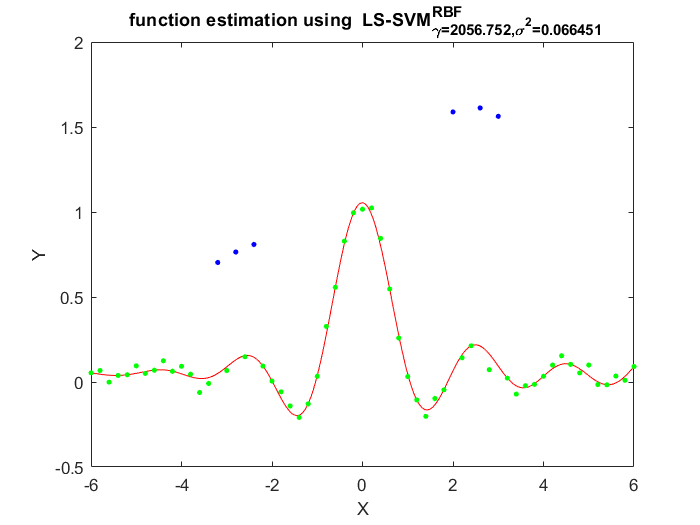 function estimation using LS-SVM^RBF_γ=2056.752,σ²=0.066451
2
1.5
1
0.5
0
-0.5
Y
-6 -4 -2 0 2 4 6
X